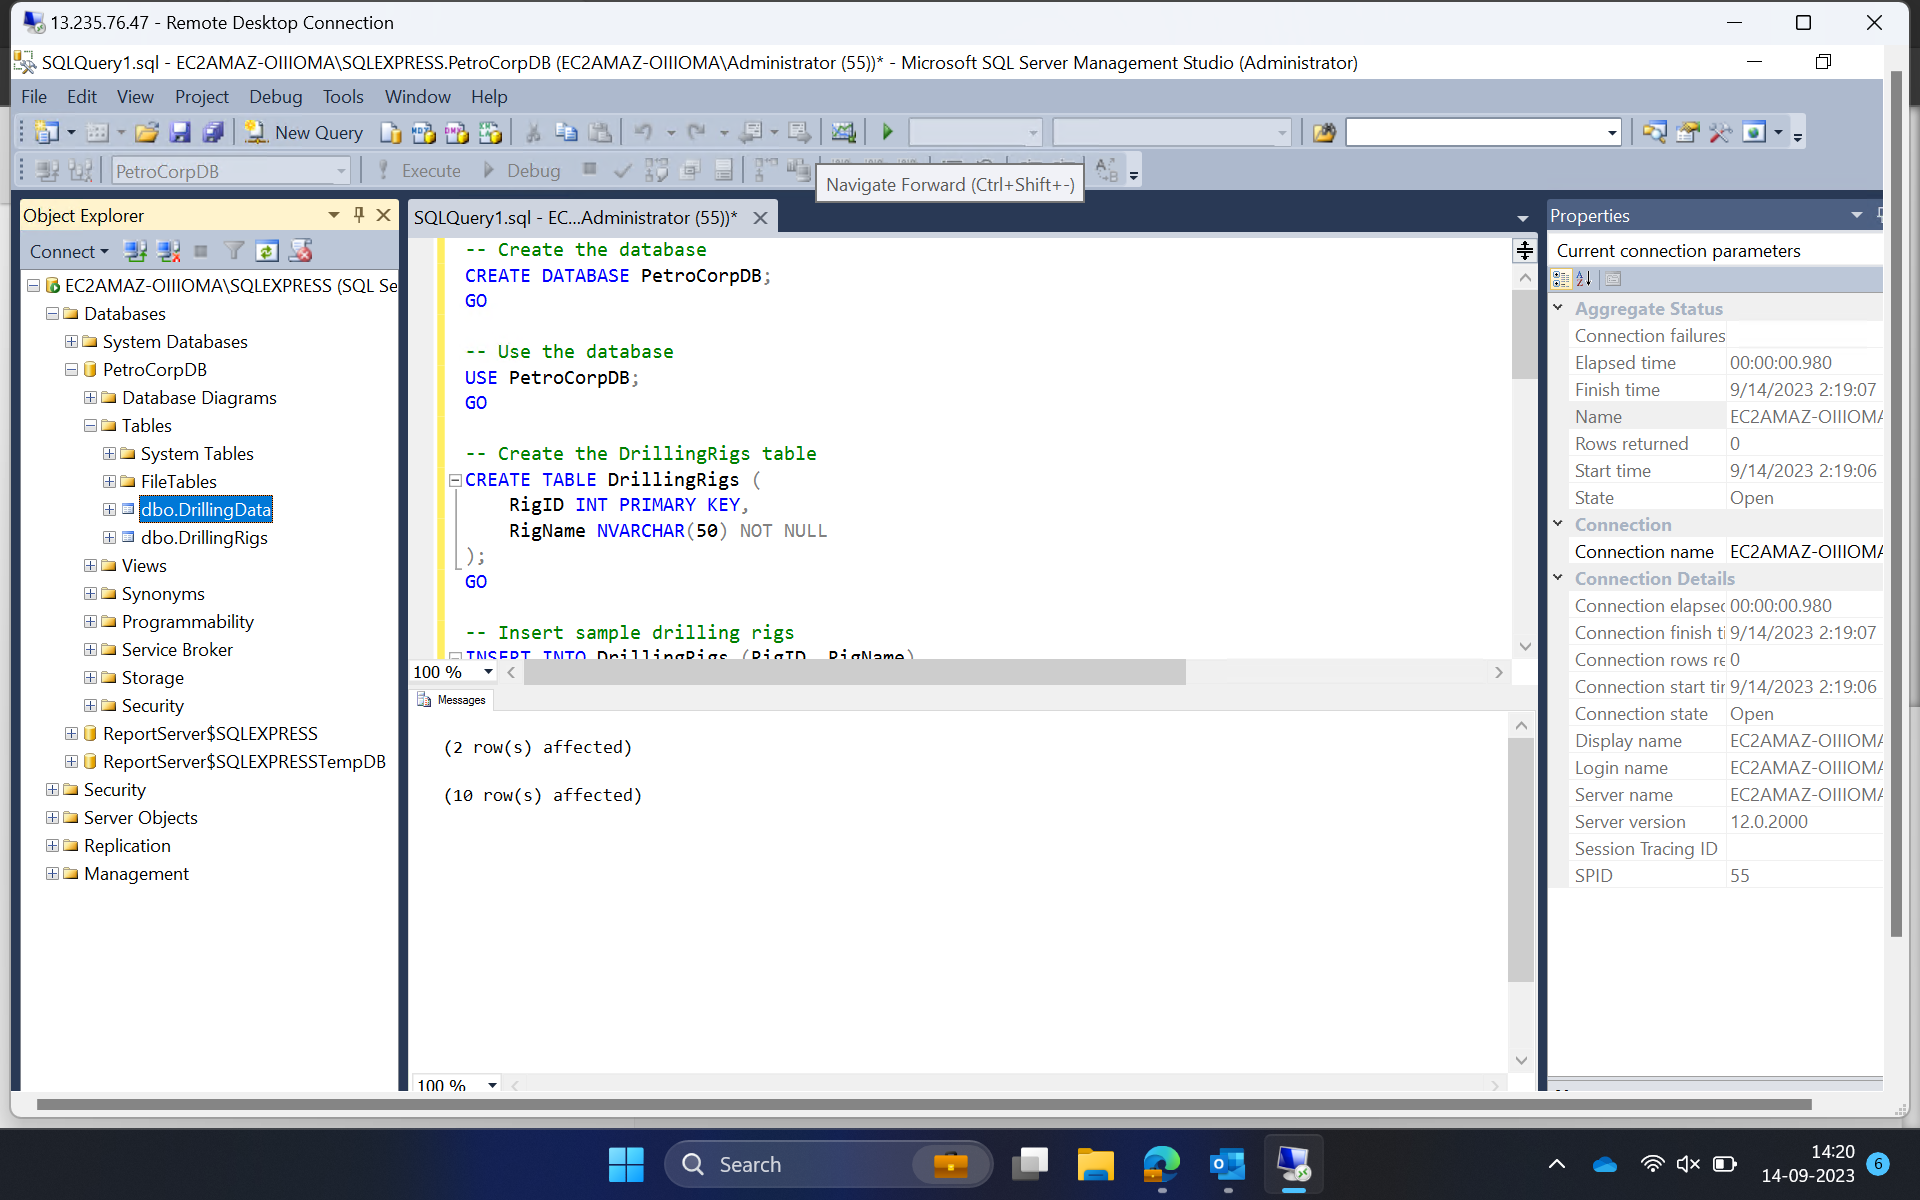 13.235.76.47 - Remote Desktop Connection
SQLQuery1.sql - EC2AMAZ-OIIIOMA\SQLEXPRESS.PetroCorpDB (EC2AMAZ-OIIIOMA\Administrator (55))* - Microsoft SQL Server Management Studio (Administrator)
File Edit View Project Debug Tools Window Help
New Query
PetroCorpDB
Execute
Debug
Navigate Forward (Ctrl+Shift+-)
Object Explorer
Connect
EC2AMAZ-OIIIOMA\SQLEXPRESS (SQL Se
Databases
System Databases
PetroCorpDB
Database Diagrams
Tables
System Tables
FileTables
dbo.DrillingData
dbo.DrillingRigs
Views
Synonyms
Programmability
Service Broker
Storage
Security
ReportServer$SQLEXPRESS
ReportServer$SQLEXPRESSTempDB
Security
Server Objects
Replication
Management
SQLQuery1.sql - EC...Administrator (55))*
-- Create the database
CREATE DATABASE PetroCorpDB;
GO
-- Use the database
USE PetroCorpDB;
GO
-- Create the DrillingRigs table
CREATE TABLE DrillingRigs (
RigID INT PRIMARY KEY,
RigName NVARCHAR(50) NOT NULL
);
GO
-- Insert sample drilling rigs
INSERT INTO DrillingRigs (RigID, RigName)
100 %
Messages
(2 row(s) affected)
(10 row(s) affected)
100 %
Properties
Current connection parameters
Aggregate Status
Connection failures
Elapsed time 00:00:00.980
Finish time 9/14/2023 2:19:07
Name EC2AMAZ-OIIIOMA
Rows returned 0
Start time 9/14/2023 2:19:06
State Open
Connection
Connection name EC2AMAZ-OIIIOMA
Connection Details
Connection elapsed 00:00:00.980
Connection finish ti 9/14/2023 2:19:07
Connection rows re 0
Connection start tir 9/14/2023 2:19:06
Connection state Open
Display name EC2AMAZ-OIIIOMA
Login name EC2AMAZ-OIIIOMA
Server name EC2AMAZ-OIIIOMA
Server version 12.0.2000
Session Tracing ID
SPID 55
Search
14:20
14-09-2023
6